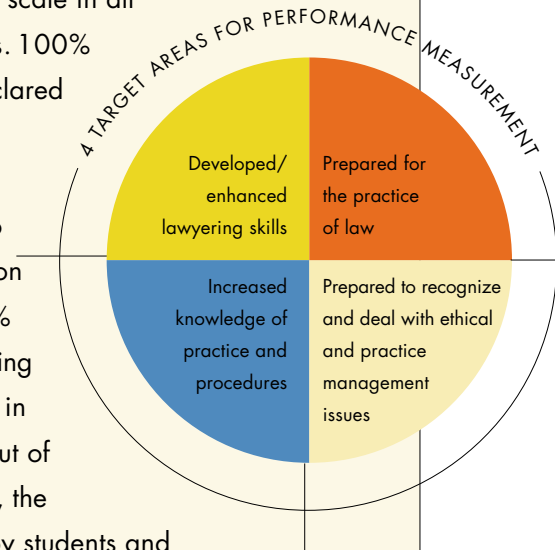 scale in all
s. 100%
clared
on
%
ing
in
ut of
, the
students and
4 TARGET AREAS FOR PERFORMANCE MEASUREMENT
Developed/
enhanced
lawyering skills
Prepared for
the practice
of law
Increased
knowledge of
practice and
procedures
Prepared to recognize
and deal with ethical
and practice
management
issues